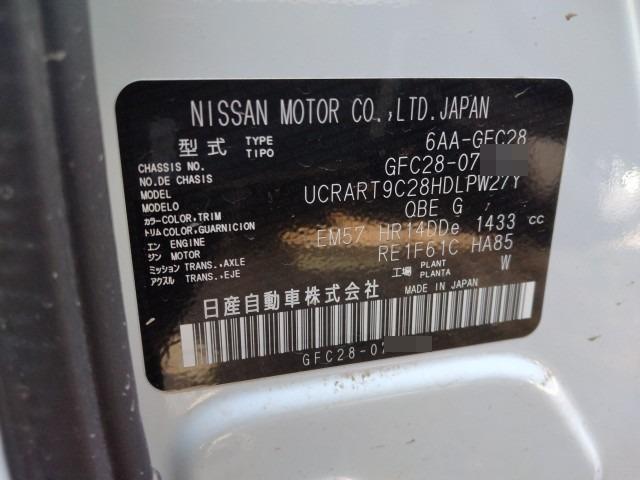 NISSAN MOTOR CO.,LTD.JAPAN
型式 TYPE TIPO 6AA-GFC28
CHASSIS NO. NO.DE CHASIS GFC28-07
MODEL MODELO UCRART9C28HDLPW27Y
カラー COLOR,TRIM トリム COLOR,GUARNICION QBE G
エン ENGINE ジン MOTOR EM57 HR14DDe 1433 cc
ミッション TRANS.,AXLE アクスル TRANS.,EJE RE1F61C HA85
工場 PLANT PLANTA W
日産自動車株式会社 MADE IN JAPAN
GFC28-07